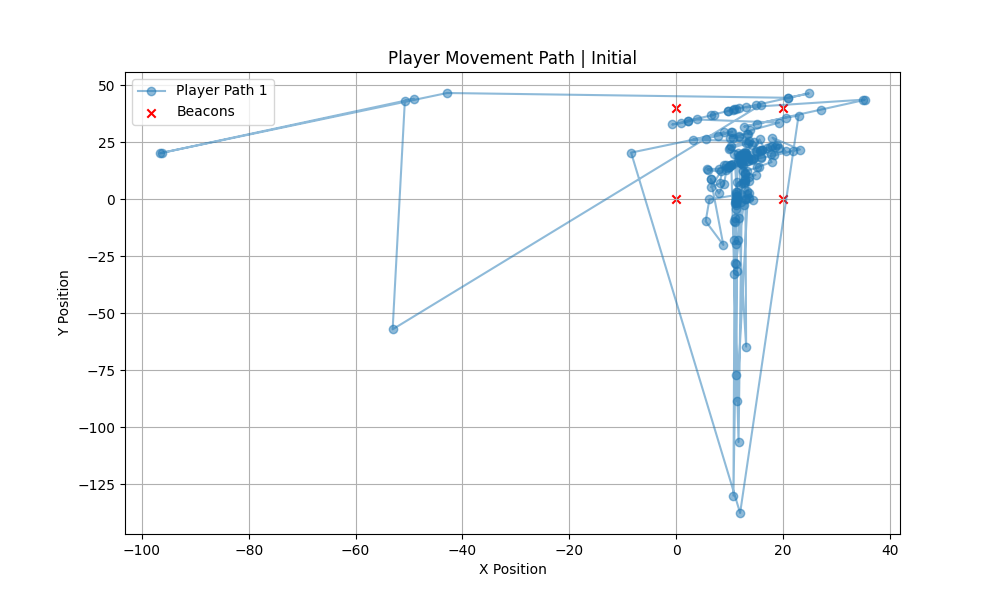 Player Movement Path | Initial
Player Path 1
Beacons
50
25
0
−25
−50
−75
−100
−125
Y Position
−100 −80 −60 −40 −20 0 20 40
X Position